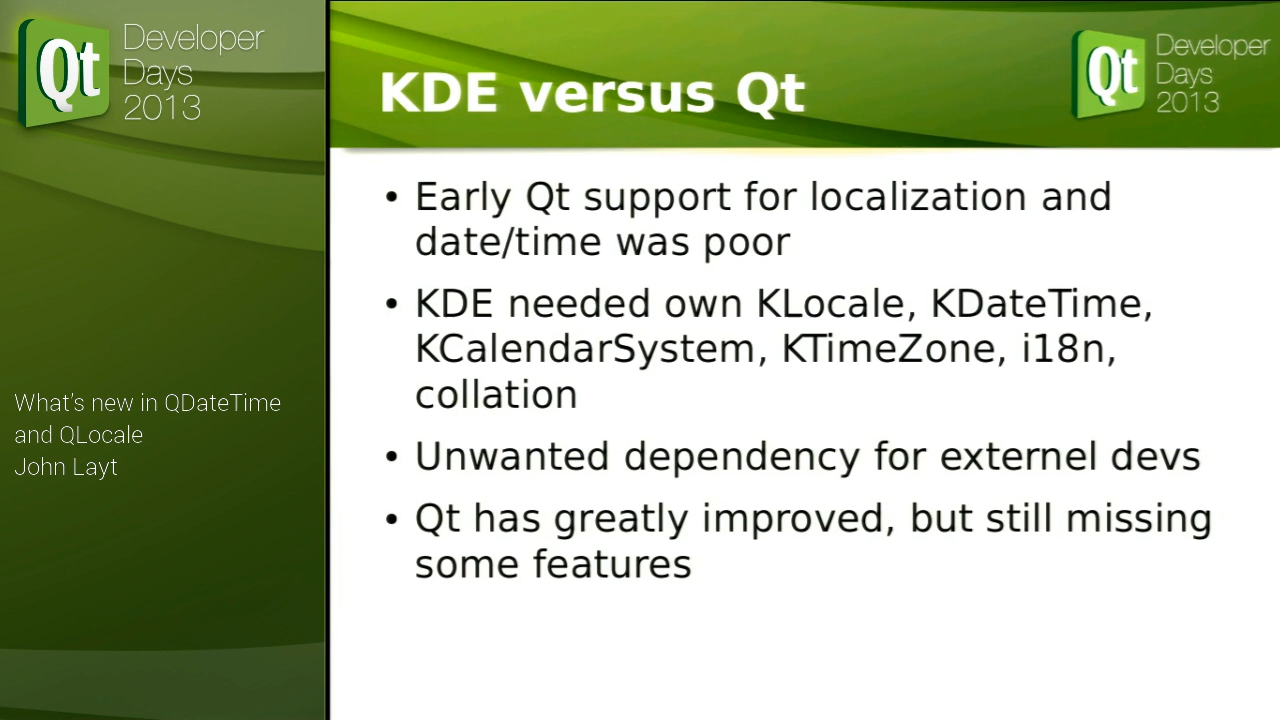 Qt Developer
Days
2013
What's new in QDateTime
and QLocale
John Layt
KDE versus Qt
Qt Developer
Days
2013
• Early Qt support for localization and
date/time was poor
• KDE needed own KLocale, KDateTime,
KCalendarSystem, KTimeZone, i18n,
collation
• Unwanted dependency for externel devs
• Qt has greatly improved, but still missing
some features